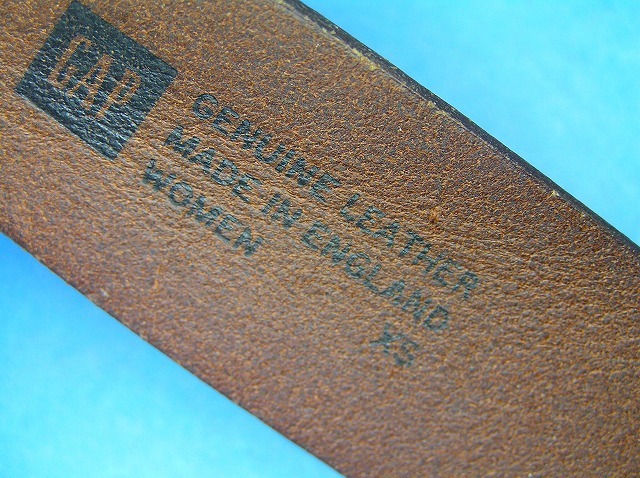 GAP
GENUINE LEATHER
MADE IN ENGLAND
WOMEN XS